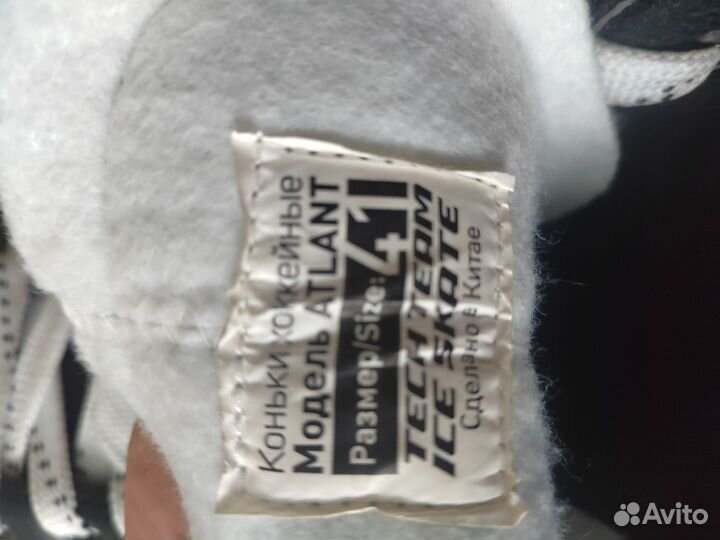 Коньки хоккейные
Модель ATLANT
Размер/Size: 41
TECH TEAM
ICE SKATE
Сделано в Китае
Avito